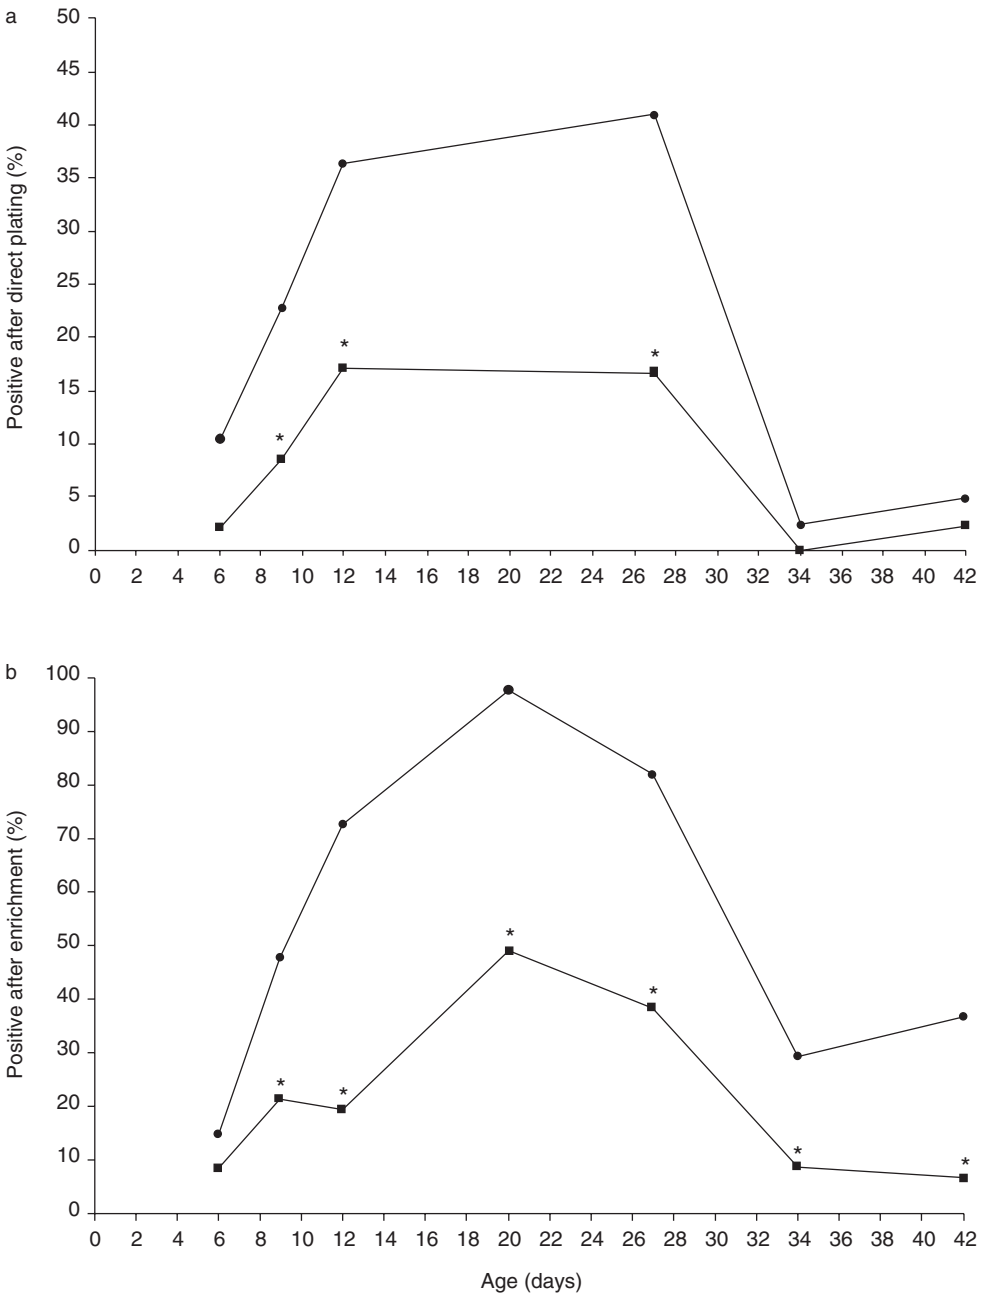 a
Positive after direct plating (%)
50
45
40
35
30
25
20
15
10
5
0
* * *
0 2 4 6 8 10 12 14 16 18 20 22 24 26 28 30 32 34 36 38 40 42
b
Positive after enrichment (%)
100
90
80
70
60
50
40
30
20
10
0
* * * * * *
0 2 4 6 8 10 12 14 16 18 20 22 24 26 28 30 32 34 36 38 40 42
Age (days)